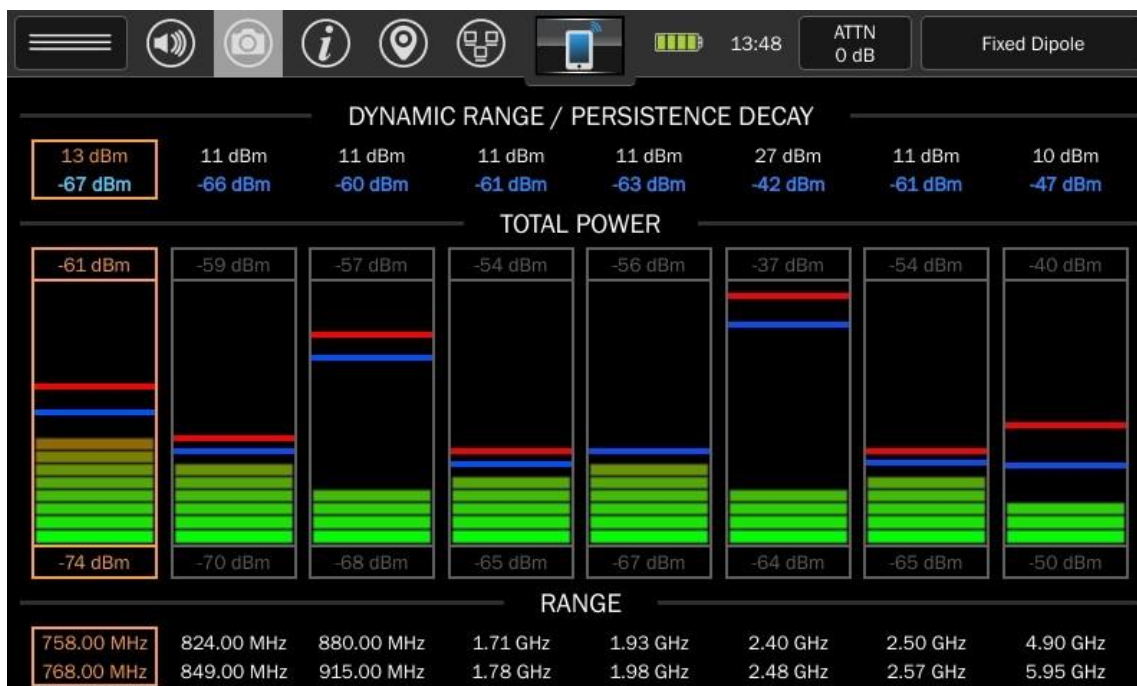 13:48
ATTN
0 dB
Fixed Dipole
DYNAMIC RANGE / PERSISTENCE DECAY
13 dBm 11 dBm 11 dBm 11 dBm 11 dBm 27 dBm 11 dBm 10 dBm
-67 dBm -66 dBm -60 dBm -61 dBm -63 dBm -42 dBm -61 dBm -47 dBm
TOTAL POWER
-61 dBm -59 dBm -57 dBm -54 dBm -56 dBm -37 dBm -54 dBm -40 dBm
-74 dBm -70 dBm -68 dBm -65 dBm -67 dBm -64 dBm -65 dBm -50 dBm
RANGE
758.00 MHz 824.00 MHz 880.00 MHz 1.71 GHz 1.93 GHz 2.40 GHz 2.50 GHz 4.90 GHz
768.00 MHz 849.00 MHz 915.00 MHz 1.78 GHz 1.98 GHz 2.48 GHz 2.57 GHz 5.95 GHz